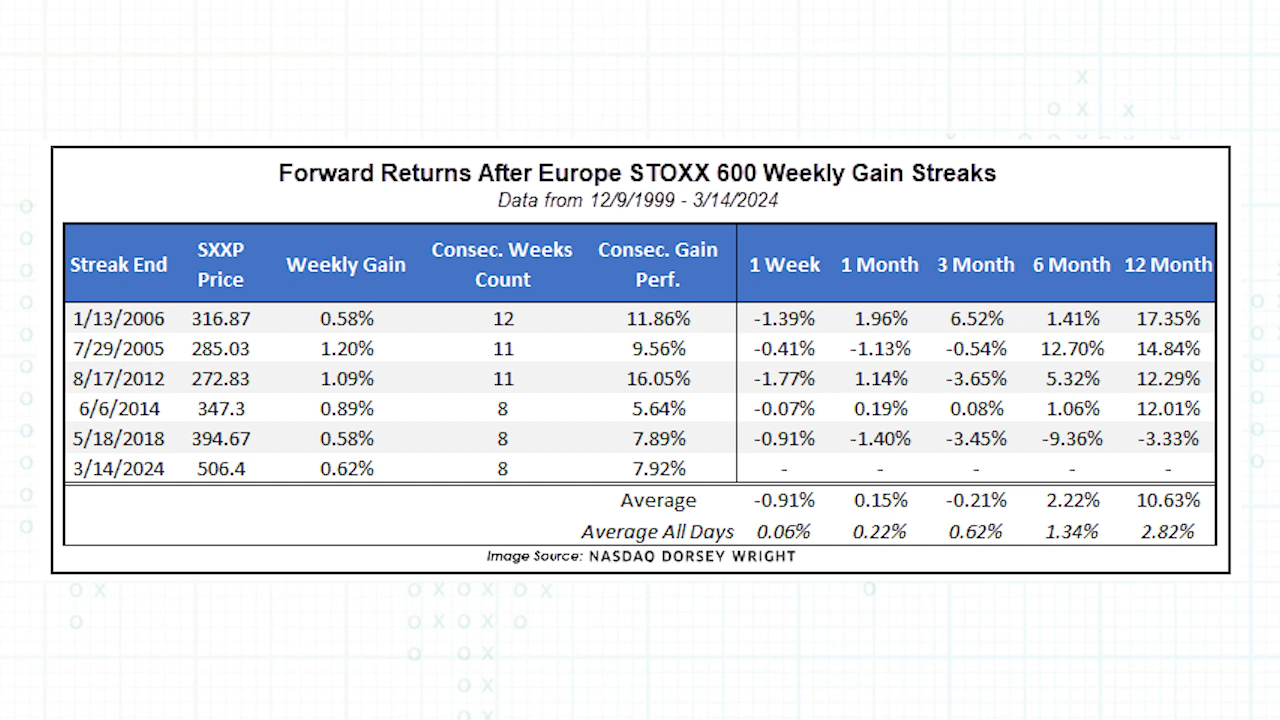 Forward Returns After Europe STOXX 600 Weekly Gain Streaks
Data from 12/9/1999 - 3/14/2024
Streak End SXXP Price Weekly Gain Consec. Weeks Count Consec. Gain Perf. 1 Week 1 Month 3 Month 6 Month 12 Month
1/13/2006 316.87 0.58% 12 11.86% -1.39% 1.96% 6.52% 1.41% 17.35%
7/29/2005 285.03 1.20% 11 9.56% -0.41% -1.13% -0.54% 12.70% 14.84%
8/17/2012 272.83 1.09% 11 16.05% -1.77% 1.14% -3.65% 5.32% 12.29%
6/6/2014 347.3 0.89% 8 5.64% -0.07% 0.19% 0.08% 1.06% 12.01%
5/18/2018 394.67 0.58% 8 7.89% -0.91% -1.40% -3.45% -9.36% -3.33%
3/14/2024 506.4 0.62% 8 7.92% - - - - -
Average -0.91% 0.15% -0.21% 2.22% 10.63%
Average All Days 0.06% 0.22% 0.62% 1.34% 2.82%
Image Source: NASDAQ DORSEY WRIGHT